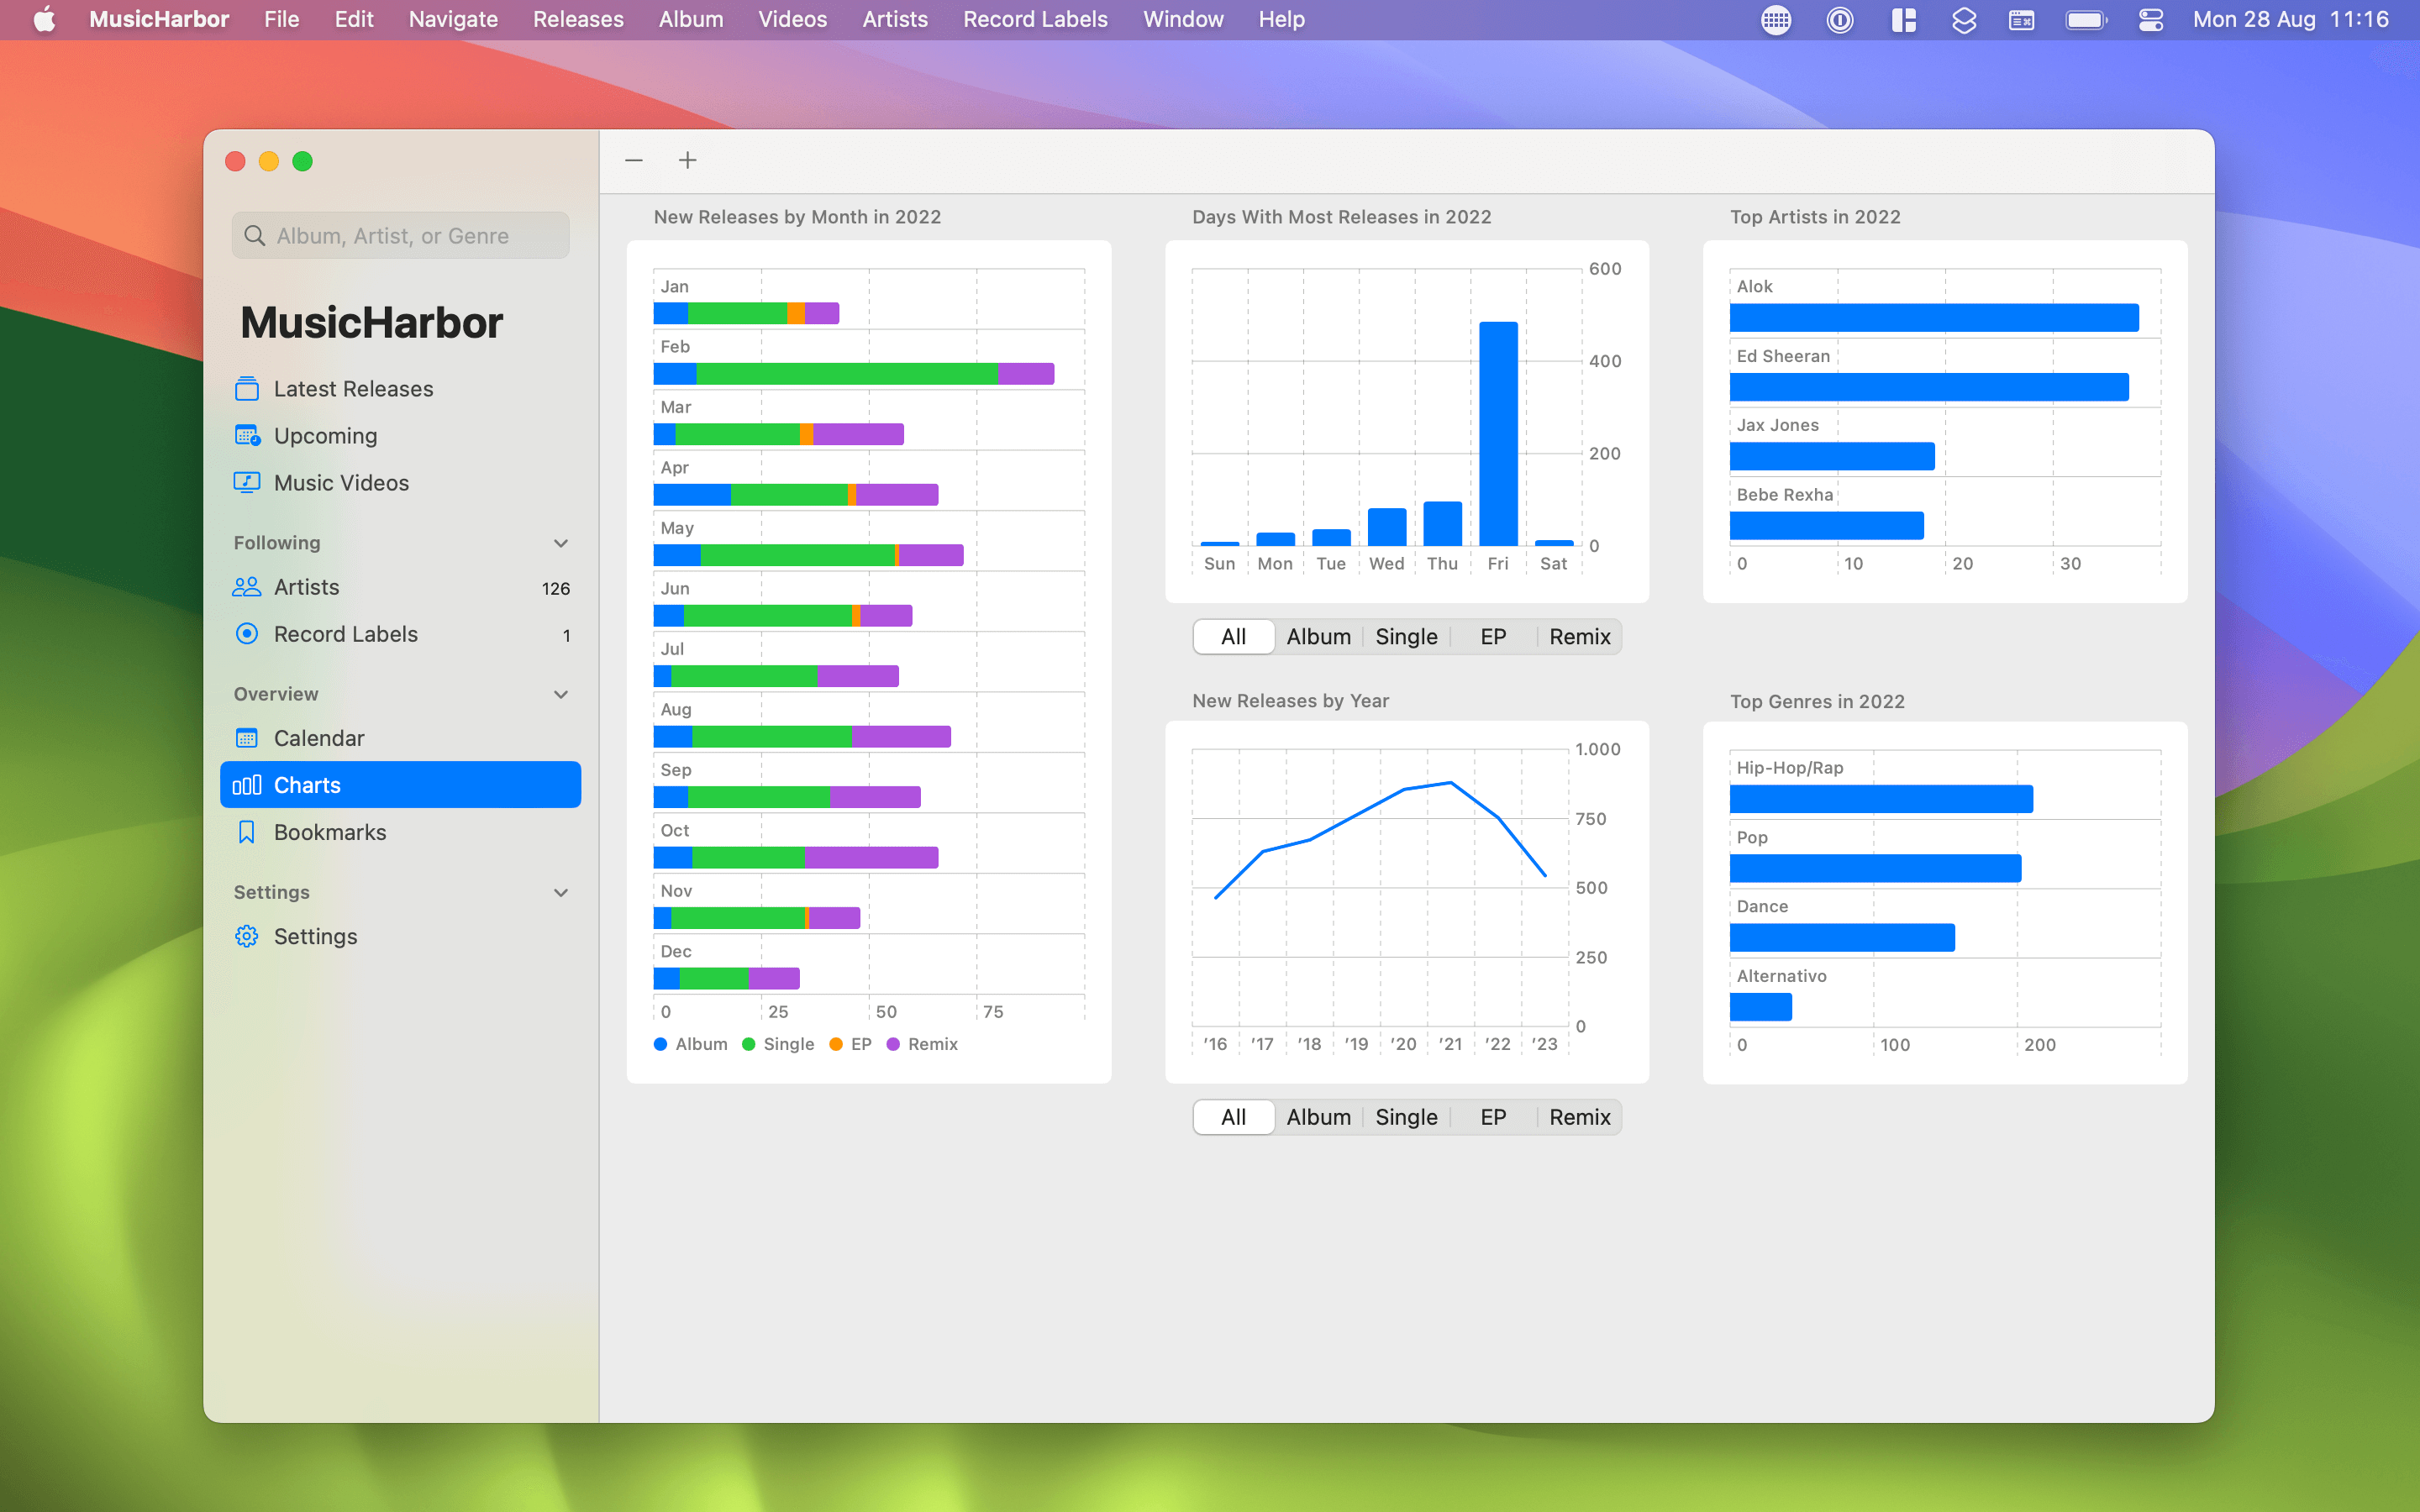 MusicHarbor File Edit Navigate Releases Album Videos Artists Record Labels Window Help Mon 28 Aug 11:16
Album, Artist, or Genre
MusicHarbor
Latest Releases
Upcoming
Music Videos
Following
Artists 126
Record Labels 1
Overview
Calendar
Charts
Bookmarks
Settings
Settings
New Releases by Month in 2022
Jan
Feb
Mar
Apr
May
Jun
Jul
Aug
Sep
Oct
Nov
Dec
0 25 50 75
Album Single EP Remix
Days With Most Releases in 2022
600
400
200
0
Sun Mon Tue Wed Thu Fri Sat
All Album Single EP Remix
New Releases by Year
1.000
750
500
250
0
’16 ’17 ’18 ’19 ’20 ’21 ’22 ’23
All Album Single EP Remix
Top Artists in 2022
Alok
Ed Sheeran
Jax Jones
Bebe Rexha
0 10 20 30
Top Genres in 2022
Hip-Hop/Rap
Pop
Dance
Alternativo
0 100 200